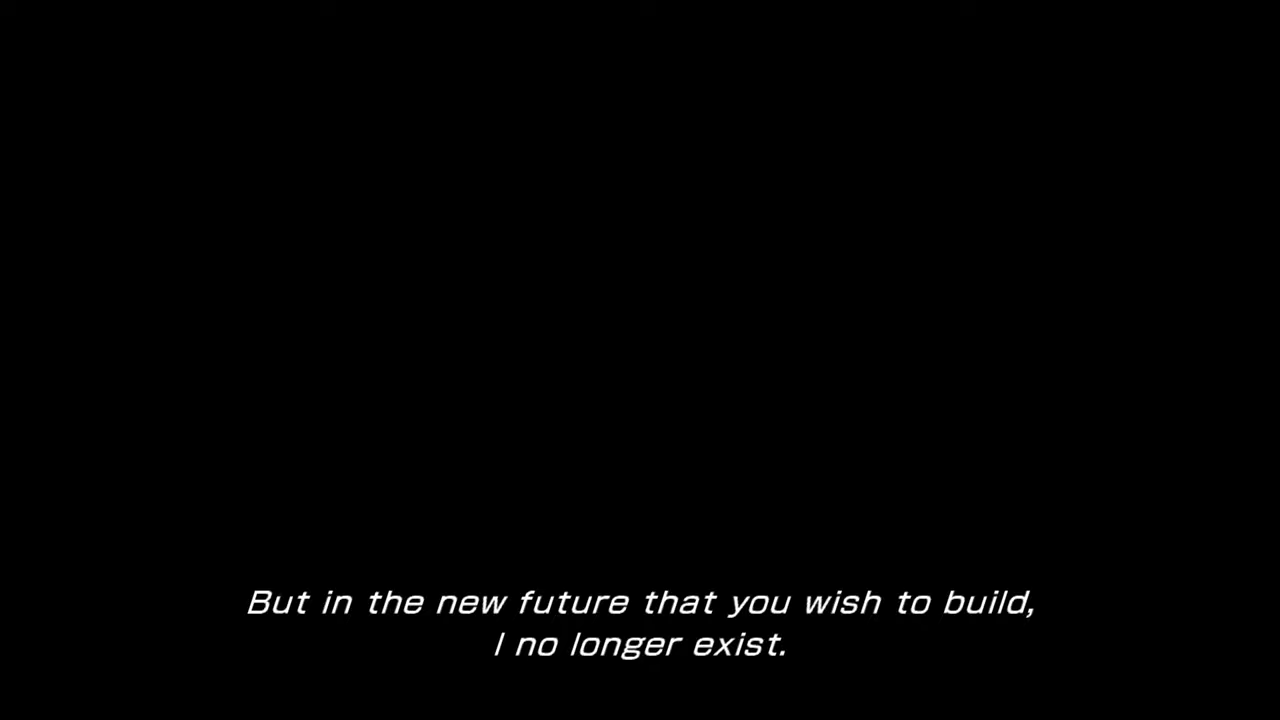 But in the new future that you wish to build,
I no longer exist.